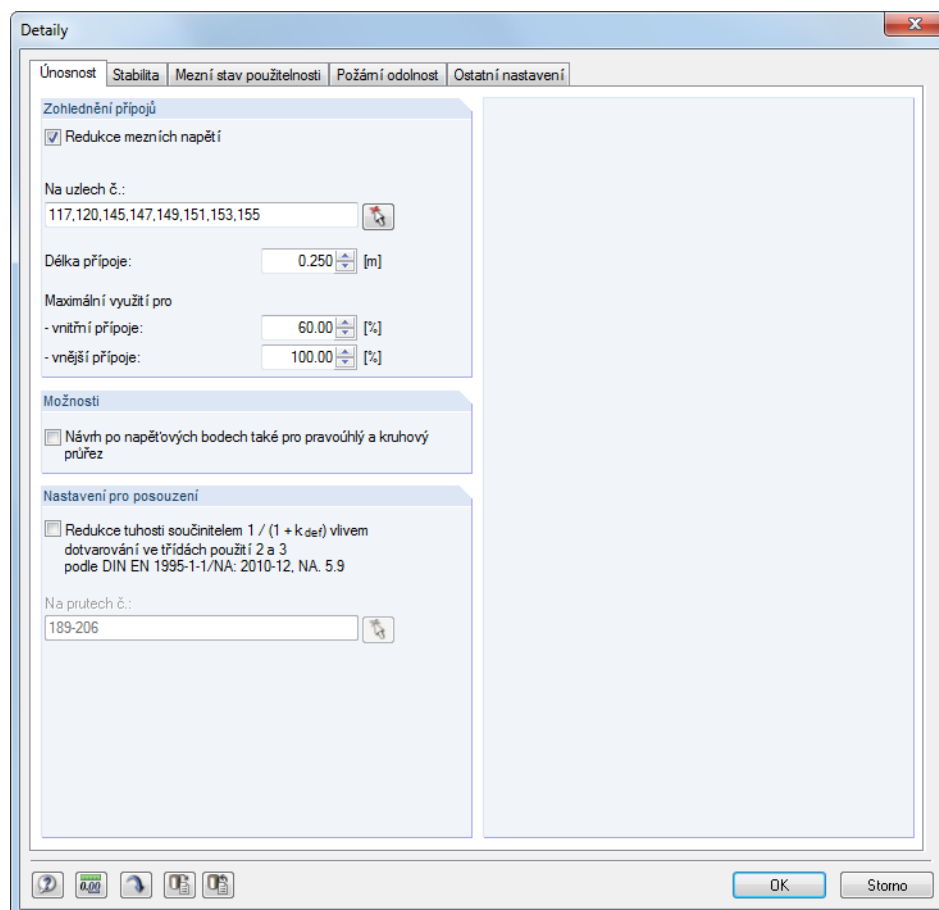 Detaily
Únosnost Stabilita Mezní stav použitelnosti Požární odolnost Ostatní nastavení
Zohlednění přípojů
Redukce mezních napětí
Na uzlech č.:
117,120,145,147,149,151,153,155
Délka přípoje: 0.250 [m]
Maximální využití pro
- vnitřní přípoje: 60.00 [%]
- vnější přípoje: 100.00 [%]
Možnosti
Návrh po napěťových bodech také pro pravoúhlý a kruhový
průřez
Nastavení pro posouzení
Redukce tuhosti součinitelem 1 / (1 + kdef) vlivem
dotvarování ve třídách použití 2 a 3
podle DIN EN 1995-1-1/NA: 2010-12, NA. 5.9
Na prutech č.:
189-206
0.00
OK Storno